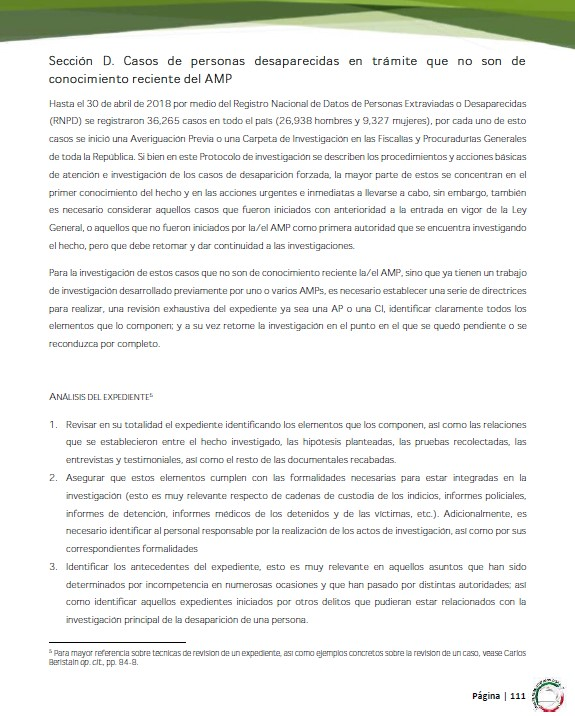 Sección D. Casos de personas desaparecidas en trámite que no son de
conocimiento reciente del AMP
Hasta el 30 de abril de 2018 por medio del Registro Nacional de Datos de Personas Extraviadas o Desaparecidas
(RNPD) se registraron 36,265 casos en todo el país (26,938 hombres y 9,327 mujeres), por cada uno de esto
casos se inició una Averiguación Previa o una Carpeta de Investigación en las Fiscalías y Procuradurías Generales
de toda la República. Si bien en este Protocolo de investigación se describen los procedimientos y acciones básicas
de atención e investigación de los casos de desaparición forzada, la mayor parte de estos se concentran en el
primer conocimiento del hecho y en las acciones urgentes e inmediatas a llevarse a cabo, sin embargo, también
es necesario considerar aquellos casos que fueron iniciados con anterioridad a la entrada en vigor de la Ley
General, o aquellos que no fueron iniciados por la/el AMP como primera autoridad que se encuentra investigando
el hecho, pero que debe retomar y dar continuidad a las investigaciones.
Para la investigación de estos casos que no son de conocimiento reciente la/el AMP, sino que ya tienen un trabajo
de investigación desarrollado previamente por uno o varios AMPs, es necesario establecer una serie de directrices
para realizar, una revisión exhaustiva del expediente ya sea una AP o una CI, identificar claramente todos los
elementos que lo componen; y a su vez retome la investigación en el punto en el que se quedó pendiente o se
reconduzca por completo.
ANÁLISIS DEL EXPEDIENTE⁵
1. Revisar en su totalidad el expediente identificando los elementos que los componen, así como las relaciones
que se establecieron entre el hecho investigado, las hipótesis planteadas, las pruebas recolectadas, las
entrevistas y testimoniales, así como el resto de las documentales recabadas.
2. Asegurar que estos elementos cumplen con las formalidades necesarias para estar integradas en la
investigación (esto es muy relevante respecto de cadenas de custodia de los indicios, informes policiales,
informes de detención, informes médicos de los detenidos y de las víctimas, etc.). Adicionalmente, es
necesario identificar al personal responsable por la realización de los actos de investigación, así como por sus
correspondientes formalidades
3. Identificar los antecedentes del expediente, esto es muy relevante en aquellos asuntos que han sido
determinados por incompetencia en numerosas ocasiones y que han pasado por distintas autoridades; así
como identificar aquellos expedientes iniciados por otros delitos que pudieran estar relacionados con la
investigación principal de la desaparición de una persona.
⁵ Para mayor referencia sobre técnicas de revisión de un expediente, así como ejemplos concretos sobre la revisión de un caso, véase Carlos
Beristain op. cit., pp. 84-8.
Página | 111